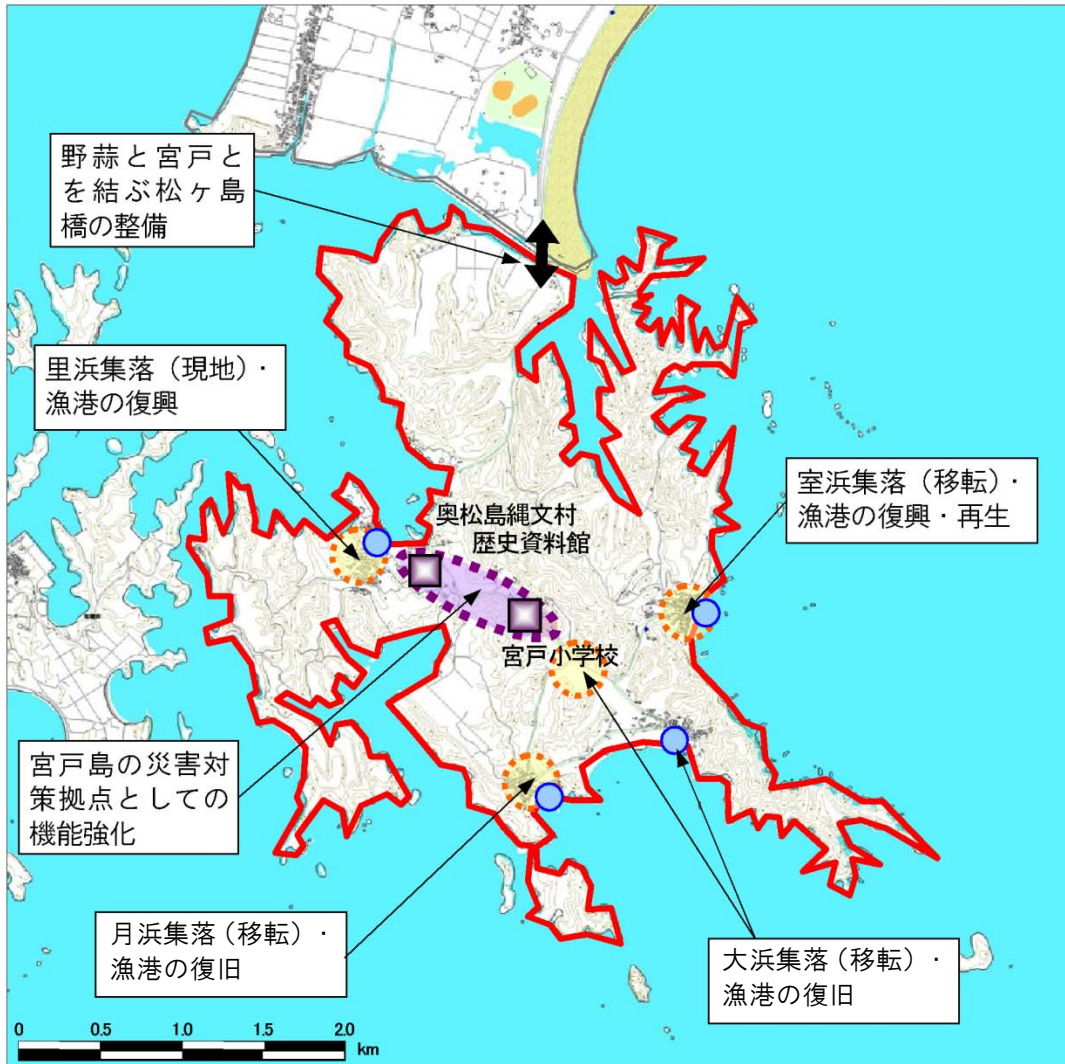 野蒜と宮戸と
を結ぶ松ヶ島
橋の整備
里浜集落（現地）・
漁港の復興
奥松島縄文村
歴史資料館
室浜集落（移転）・
漁港の復興・再生
宮戸小学校
宮戸島の災害対
策拠点としての
機能強化
月浜集落（移転）・
漁港の復旧
大浜集落（移転）・
漁港の復旧
0 0.5 1.0 1.5 2.0
km